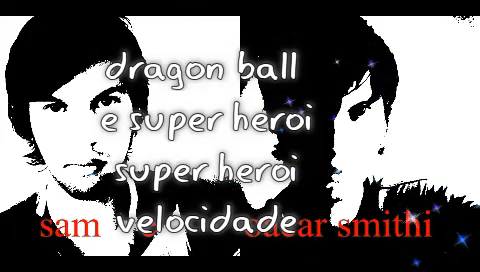 dragon ball
e super heroi
super heroi
velocidade
sam
smithi